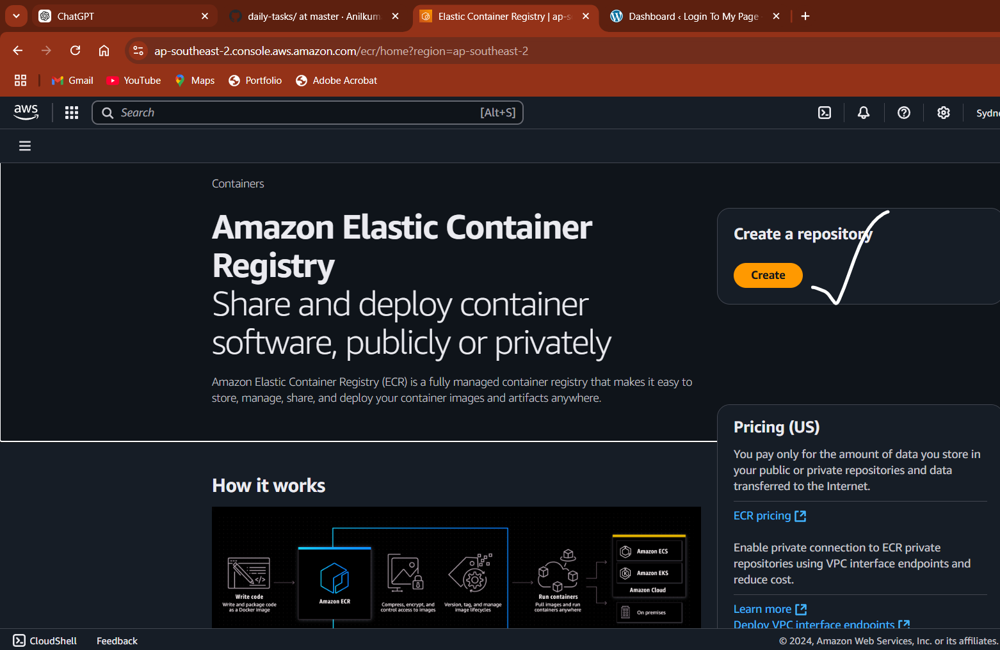 ChatGPT
daily-tasks/ at master · Anilkum
Elastic Container Registry | ap-s
Dashboard ‹ Login To My Page
ap-southeast-2.console.aws.amazon.com/ecr/home?region=ap-southeast-2
Gmail
YouTube
Maps
Portfolio
Adobe Acrobat
aws
Search
[Alt+S]
Sydn
Containers
Amazon Elastic Container
Registry
Share and deploy container
software, publicly or privately
Amazon Elastic Container Registry (ECR) is a fully managed container registry that makes it easy to
store, manage, share, and deploy your container images and artifacts anywhere.
Create a repository
Create
Pricing (US)
You pay only for the amount of data you store in
your public or private repositories and data
transferred to the Internet.
ECR pricing
Enable private connection to ECR private
repositories using VPC interface endpoints and
reduce cost.
Learn more
Deploy VPC interface endpoints
How it works
Write code
Write and package code
as a Docker image
Amazon ECR
Compress, encrypt, and
control access to images
Version, tag, and manage
image lifecycles
Run containers
Pull images and run
containers anywhere
Amazon ECS
Amazon EKS
Amazon Cloud
On premises
CloudShell
Feedback
© 2024, Amazon Web Services, Inc. or its affiliates.